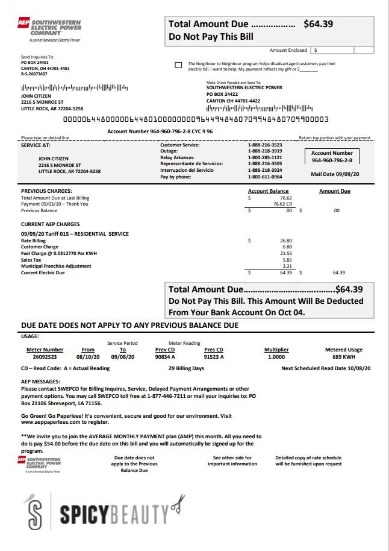 AEP SOUTHWESTERN
ELECTRIC POWER
COMPANY
A unit of American Electric Power
Total Amount Due ................... $64.39
Do Not Pay This Bill
Amount Enclosed $
Send Inquiries To:
PO BOX 24401
CANTON, OH 44701-4401
R-S-26073607
The Neighbor to Neighbor program helps disadvantaged customers pay their
electric bill. I want to help. My payment reflects my gift of $
Make Check Payable and Send To:
SOUTHWESTERN ELECTRIC POWER
PO BOX 24422
CANTON OH 44701-4422
JOHN CITIZEN
2216 S MONROE ST
LITTLE ROCK, AR 72204-5258
Account Number 964-960-796-2-8 CYC 9 96
Please tear on dotted line
Return top portion with your payment
SERVICE AT:
JOHN CITIZEN
2216 S MONROE ST
LITTLE ROCK, AR 72204-5258
Customer Service: 1-888-216-3523
Outage: 1-888-218-3919
Relay Arkansas: 1-800-285-1121
Representante de Servicios: 1-888-216-3505
Interrupcion del Servicio 1-888-218-3924
Pay by phone: 1-800-611-0964
Account Number
964-960-796-2-8
Mail Date 09/09/20
PREVIOUS CHARGES: Account Balance Amount Due
Total Amount Due at Last Billing $ 76.62
Payment 05/03/20 - Thank You 76.62 CR
Previous Balance $ .00 $ .00
CURRENT AEP CHARGES
09/09/20 Tariff 015 – RESIDENTIAL SERVICE
Rate Billing $ 26.80
Customer Charge 6.88
Fuel Charge @ 0.0312770 Per KWH 21.55
Sales Tax 5.85
Municipal Franchise Adjustment 3.31
Current Electric Due $ 64.39 $ 64.39
Total Amount Due...................................$64.39
Do Not Pay This Bill. This Amount Will Be Deducted
From Your Bank Account On Oct 04.
DUE DATE DOES NOT APPLY TO ANY PREVIOUS BALANCE DUE
USAGE:
Service Period Meter Reading
Meter Number From To Prev CD Pres CD Multiplier Metered Usage
26092523 08/10/20 09/08/20 90834 A 91523 A 1.0000 689 KWH
CD – Read Code: A = Actual Reading 29 Billing Days Next Scheduled Read Date 10/08/20
AEP MESSAGES:
Please contact SWEPCO for Billing Inquires, Service, Delayed Payment Arrangements or other
payment options. You may call SWEPCO toll free at 1-877-446-7211 or mail your inquires to: PO
Box 21106 Shreveport, LA 71156.
Go Green! Go Paperless! It's convenient, secure and good for our environment. Visit
www.aeppaperless.com to register.
**We invite you to join the AVERAGE MONTHLY PAYMENT plan (AMP) this month. All you need to
do is pay $54.00 before the due date on this bill and you will automatically be signed up for the
program.
AEP SOUTHWESTERN
ELECTRIC POWER
COMPANY
Due date does not
apply to the Previous
Balance Due
See other side for
important information
Detailed copy of rate schedule
will be furnished upon request
S SPICYBEAUTY